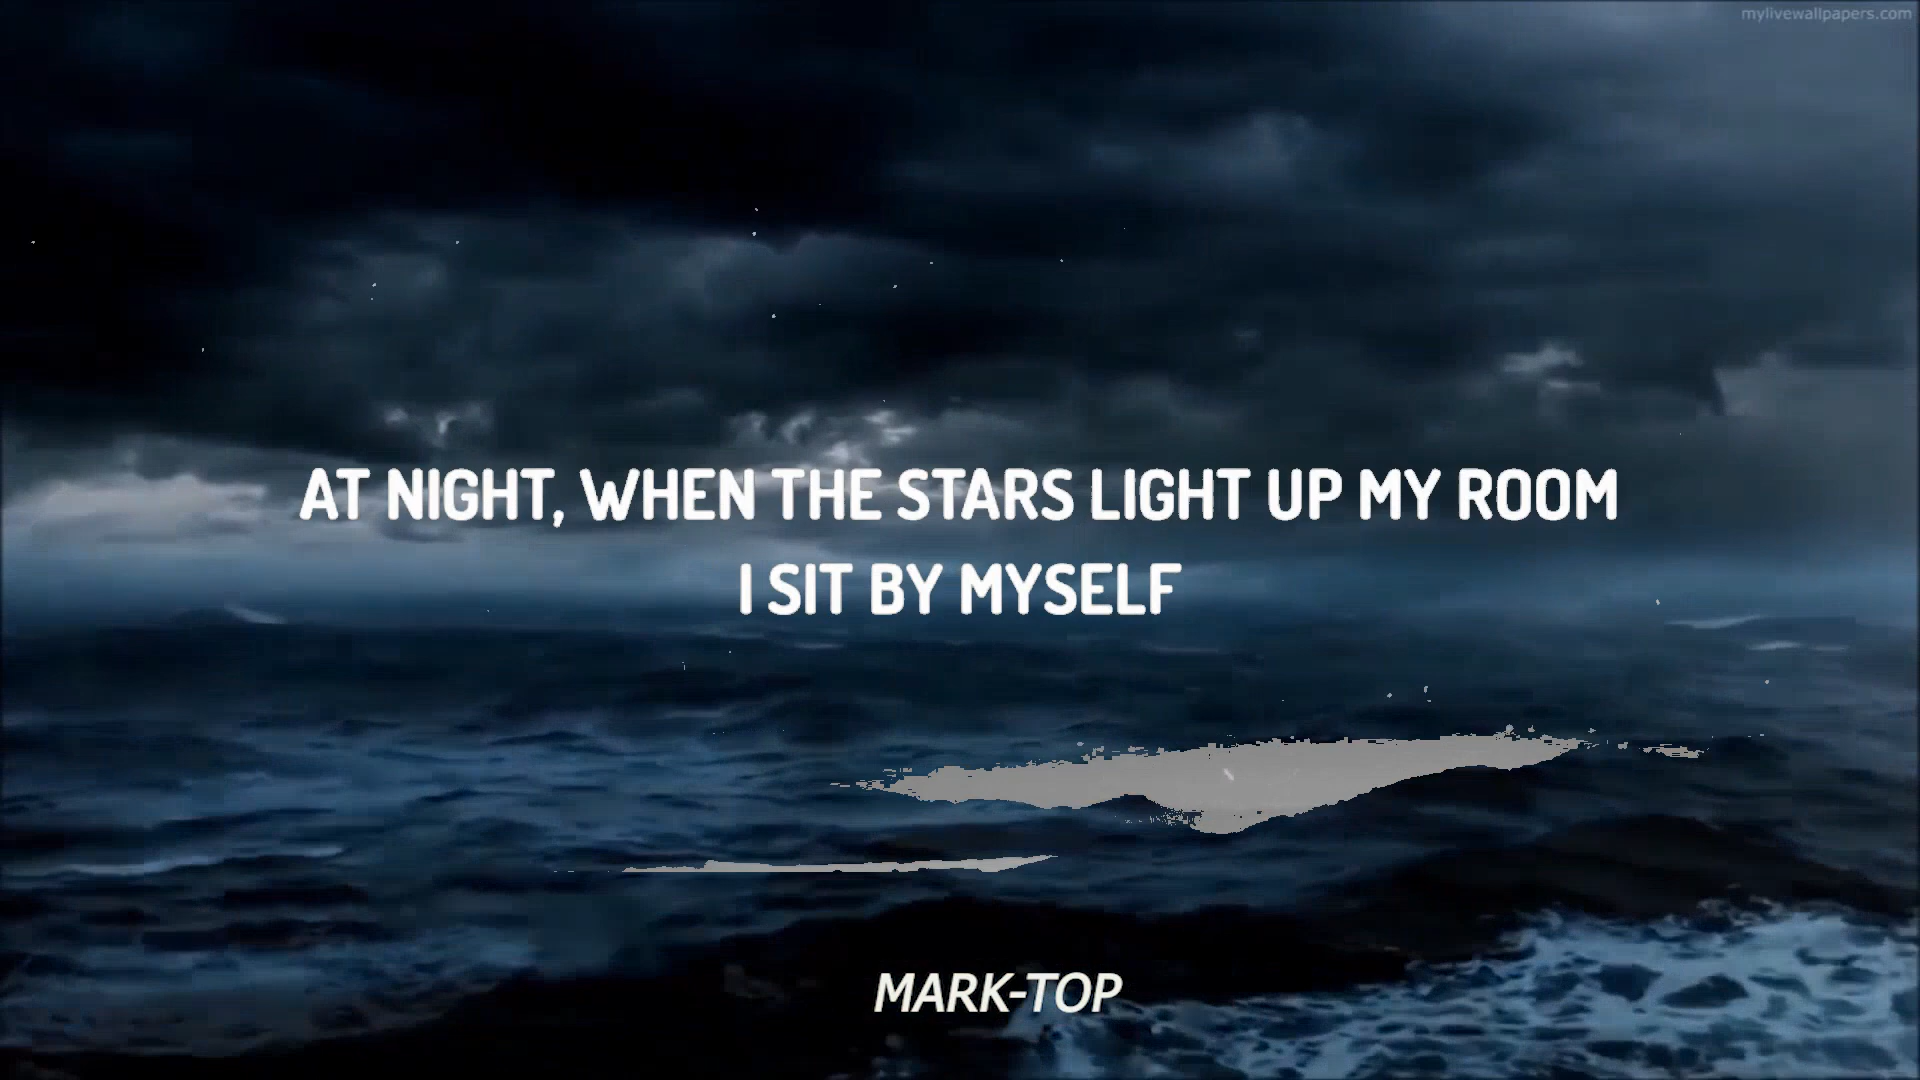 mylivewallpapers.com
AT NIGHT, WHEN THE STARS LIGHT UP MY ROOM
I SIT BY MYSELF
MARK-TOP